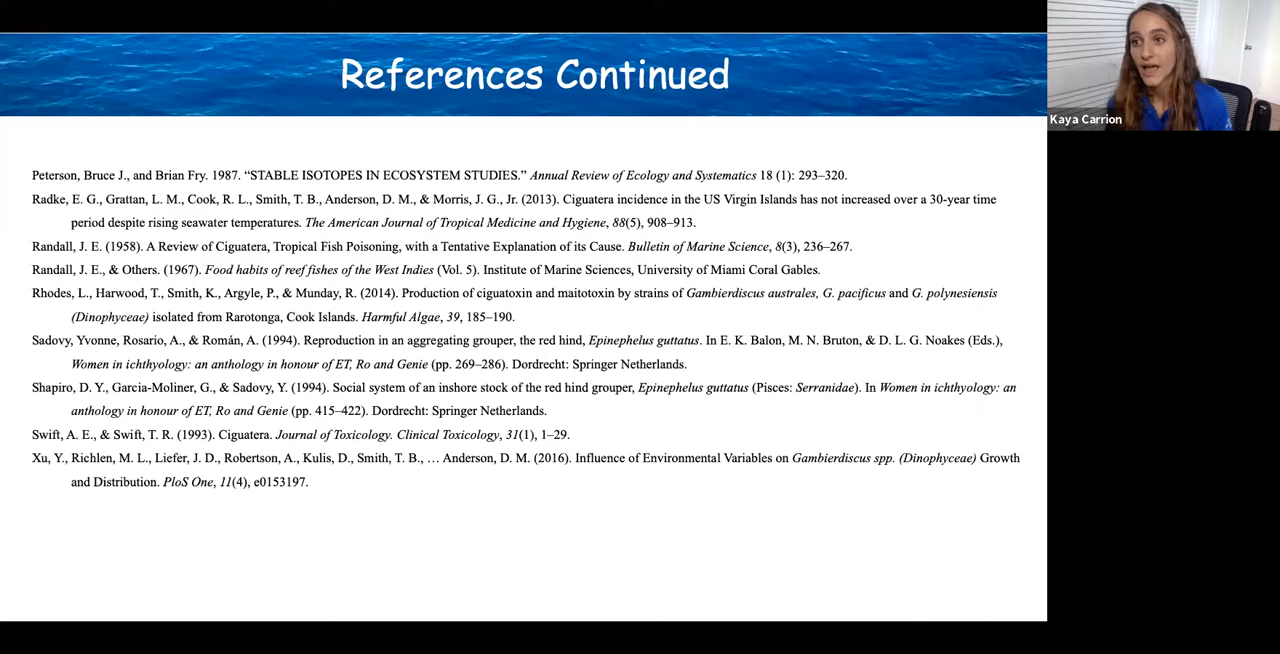 References Continued
Kaya Carrion
Peterson, Bruce J., and Brian Fry. 1987. “STABLE ISOTOPES IN ECOSYSTEM STUDIES.” Annual Review of Ecology and Systematics 18 (1): 293–320.
Radke, E. G., Grattan, L. M., Cook, R. L., Smith, T. B., Anderson, D. M., & Morris, J. G., Jr. (2013). Ciguatera incidence in the US Virgin Islands has not increased over a 30-year time
period despite rising seawater temperatures. The American Journal of Tropical Medicine and Hygiene, 88(5), 908–913.
Randall, J. E. (1958). A Review of Ciguatera, Tropical Fish Poisoning, with a Tentative Explanation of its Cause. Bulletin of Marine Science, 8(3), 236–267.
Randall, J. E., & Others. (1967). Food habits of reef fishes of the West Indies (Vol. 5). Institute of Marine Sciences, University of Miami Coral Gables.
Rhodes, L., Harwood, T., Smith, K., Argyle, P., & Munday, R. (2014). Production of ciguatoxin and maitotoxin by strains of Gambierdiscus australes, G. pacificus and G. polynesiensis
(Dinophyceae) isolated from Rarotonga, Cook Islands. Harmful Algae, 39, 185–190.
Sadovy, Yvonne, Rosario, A., & Román, A. (1994). Reproduction in an aggregating grouper, the red hind, Epinephelus guttatus. In E. K. Balon, M. N. Bruton, & D. L. G. Noakes (Eds.),
Women in ichthyology: an anthology in honour of ET, Ro and Genie (pp. 269–286). Dordrecht: Springer Netherlands.
Shapiro, D. Y., Garcia-Moliner, G., & Sadovy, Y. (1994). Social system of an inshore stock of the red hind grouper, Epinephelus guttatus (Pisces: Serranidae). In Women in ichthyology: an
anthology in honour of ET, Ro and Genie (pp. 415–422). Dordrecht: Springer Netherlands.
Swift, A. E., & Swift, T. R. (1993). Ciguatera. Journal of Toxicology. Clinical Toxicology, 31(1), 1–29.
Xu, Y., Richlen, M. L., Liefer, J. D., Robertson, A., Kulis, D., Smith, T. B., … Anderson, D. M. (2016). Influence of Environmental Variables on Gambierdiscus spp. (Dinophyceae) Growth
and Distribution. PloS One, 11(4), e0153197.